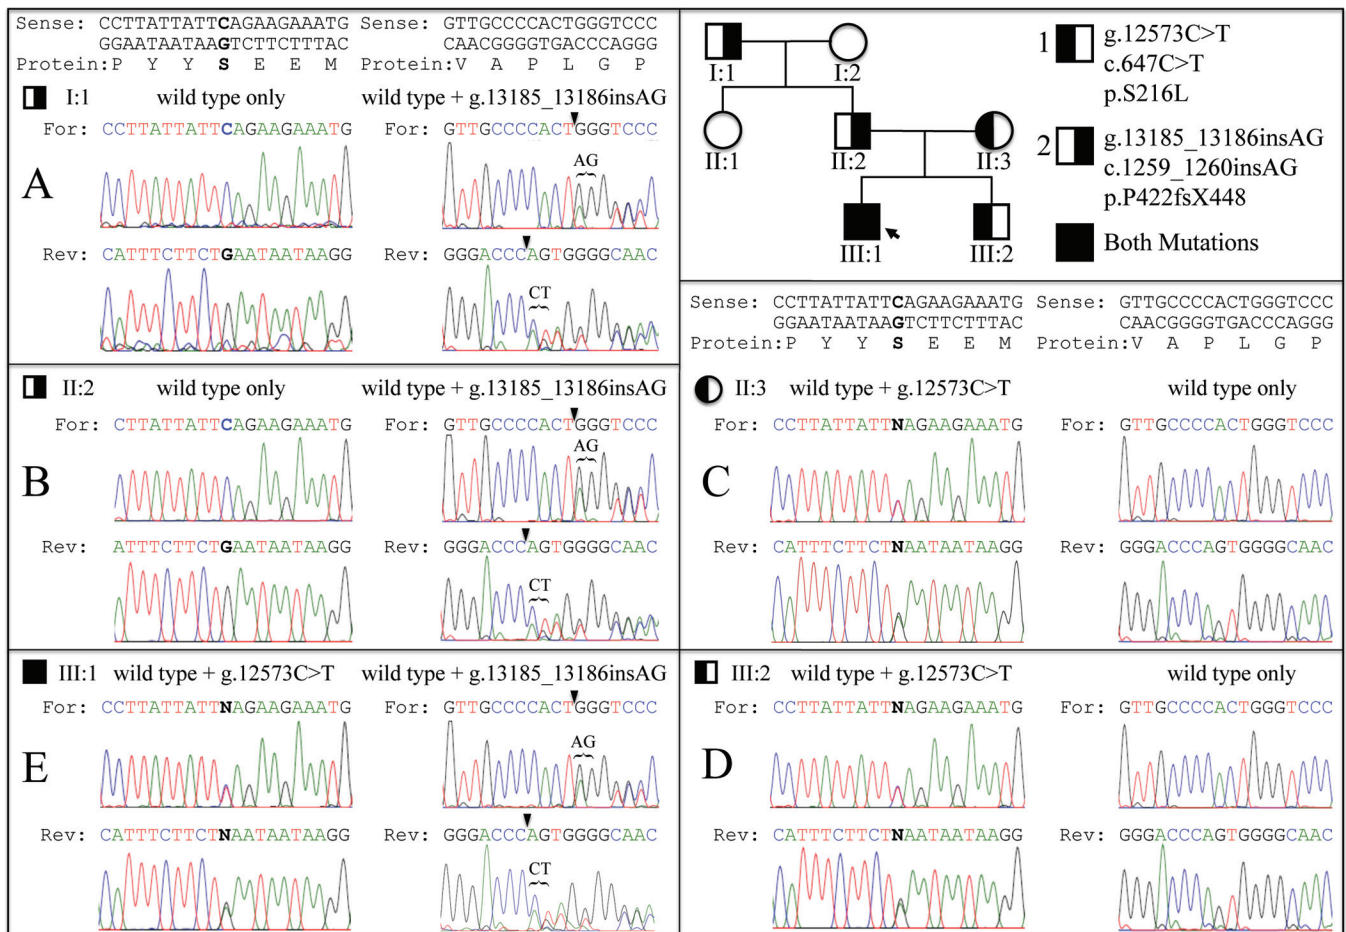 Sense: CCTTATTATTCAGAAGAAATG Sense: GTTGCCCCACTGGGTCCC
GGAATAATAAGTCTTCTTTAC CAACGGGGTGACCCAGGG
Protein:P Y Y S E E M Protein:V A P L G P
I:1 wild type only wild type + g.13185_13186insAG
For: CCTTATTATTCAGAAGAAATG For: GTTGCCCCACTGGGTCCC
AG
A
Rev: CATTTCTTCTGAATAATAAGG Rev: GGGACCCAGTGGGGCAAC
CT
II:2 wild type only wild type + g.13185_13186insAG
For: CTTATTATTCAGAAGAAATG For: GTTGCCCCACTGGGTCCC
AG
B
Rev: ATTTCTTCTGAATAATAAGG Rev: GGGACCCAGTGGGGCAAC
CT
III:1 wild type + g.12573C>T wild type + g.13185_13186insAG
For: CCTTATTATTNAGAAGAAATG For: GTTGCCCCACTGGGTCCC
AG
E
Rev: CATTTCTTCTNAATAATAAGG Rev: GGGACCCAGTGGGGCAAC
CT
I:1 I:2
II:1 II:2 II:3
III:1 III:2
1 g.12573C>T
c.647C>T
p.S216L
2 g.13185_13186insAG
c.1259_1260insAG
p.P422fsX448
Both Mutations
Sense: CCTTATTATTCAGAAGAAATG Sense: GTTGCCCCACTGGGTCCC
GGAATAATAAGTCTTCTTTAC CAACGGGGTGACCCAGGG
Protein:P Y Y S E E M Protein:V A P L G P
II:3 wild type + g.12573C>T wild type only
For: CCTTATTATTNAGAAGAAATG For: GTTGCCCCACTGGGTCCC
C
Rev: CATTTCTTCTNAATAATAAGG Rev: GGGACCCAGTGGGGCAAC
III:2 wild type + g.12573C>T wild type only
For: CCTTATTATTNAGAAGAAATG For: GTTGCCCCACTGGGTCCC
D
Rev: CATTTCTTCTNAATAATAAGG Rev: GGGACCCAGTGGGGCAAC